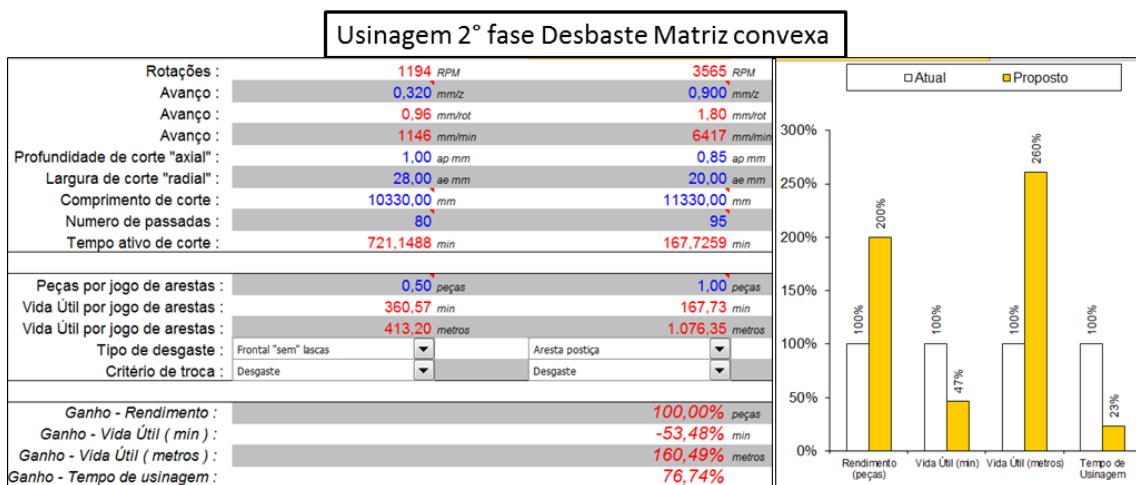 Usinagem 2° fase Desbaste Matriz convexa
Rotações : 1194 RPM 3565 RPM
Avanço : 0,320 mm/z 0,900 mm/z
Avanço : 0,96 mm/rot 1,80 mm/rot
Avanço : 1146 mm/min 6417 mm/min
Profundidade de corte "axial" : 1,00 ap mm 0,85 ap mm
Largura de corte "radial" : 28,00 ae mm 20,00 ae mm
Comprimento de corte : 10330,00 mm 11330,00 mm
Numero de passadas : 80 95
Tempo ativo de corte : 721,1488 min 167,7259 min
Peças por jogo de arestas : 0,50 peças 1,00 peças
Vida Útil por jogo de arestas : 360,57 min 167,73 min
Vida Útil por jogo de arestas : 413,20 metros 1.076,35 metros
Tipo de desgaste : Frontal "sem" lascas Aresta postiça
Critério de troca : Desgaste Desgaste
Ganho - Rendimento : 100,00% peças
Ganho - Vida Útil ( min ) : -53,48% min
Ganho - Vida Útil ( metros ) : 160,49% metros
Ganho - Tempo de usinagem : 76,74%
Atual Proposto
300%
250%
200%
150%
100%
50%
0%
100% 200% 100% 47% 100% 260% 100% 23%
Rendimento Vida Útil (min) Vida Útil (metros) Tempo de
(peças) Usinagem